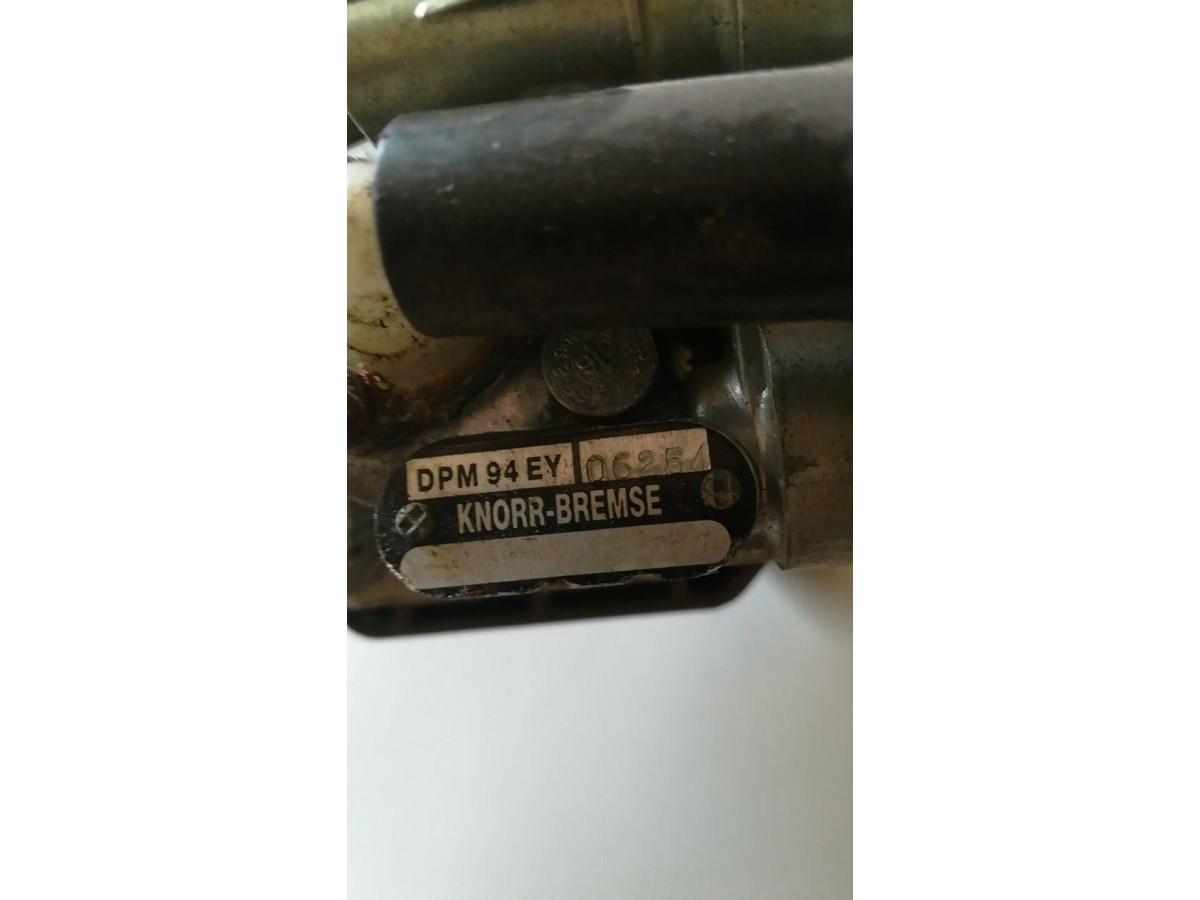 DPM 94 EY 06254
KNORR-BREMSE